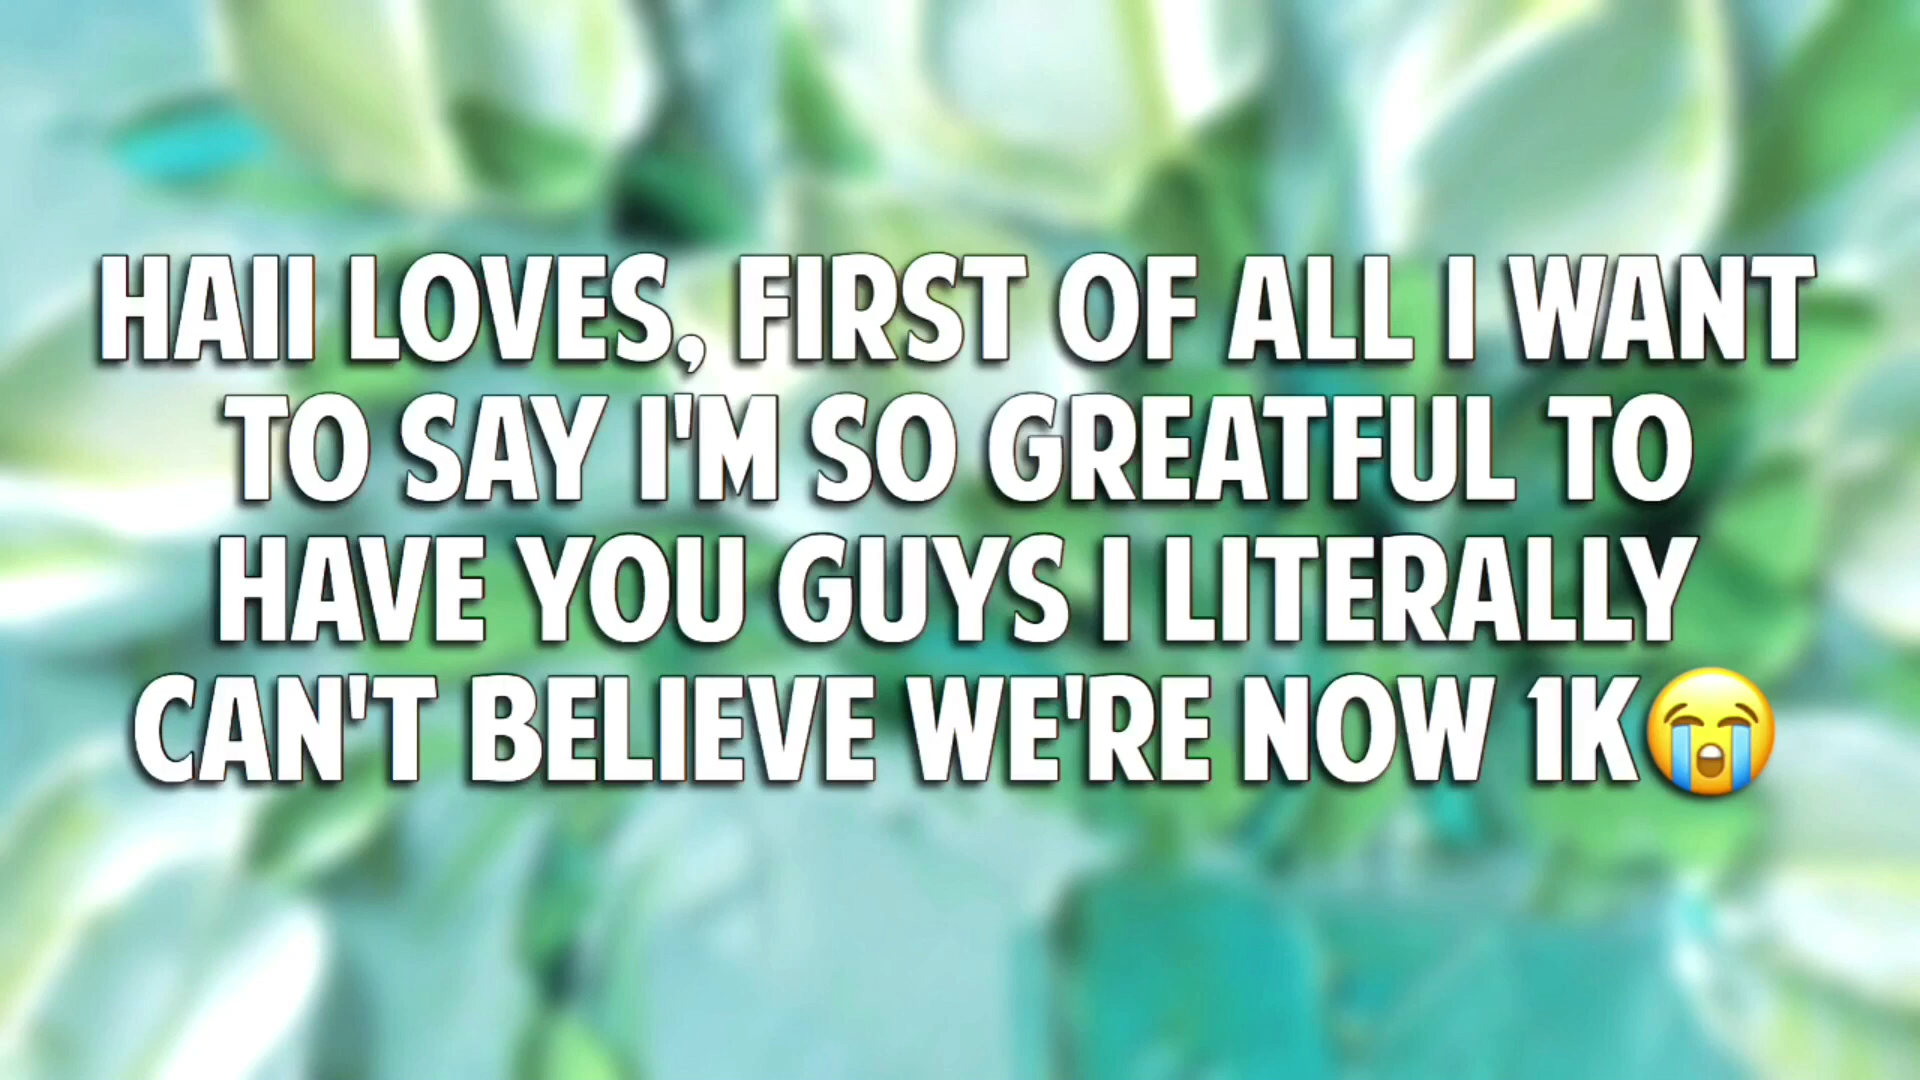 HAII LOVES, FIRST OF ALL I WANT
TO SAY I'M SO GREATFUL TO
HAVE YOU GUYS I LITERALLY
CAN'T BELIEVE WE'RE NOW 1K😭